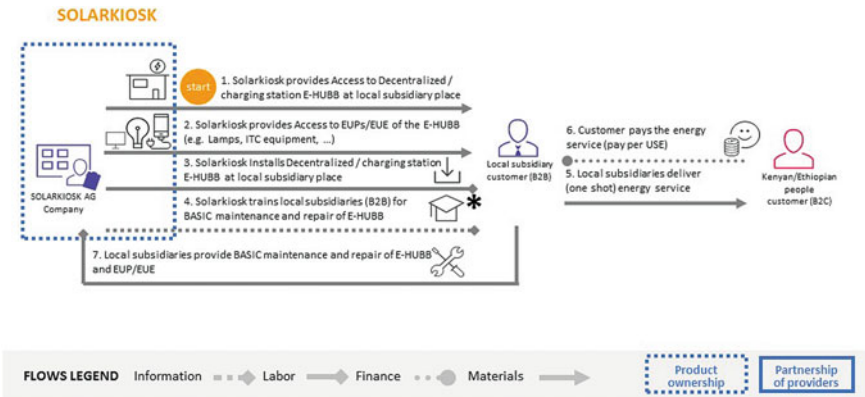 SOLARKIOSK
start
1. Solarkiosk provides Access to Decentralized /
charging station E-HUBB at local subsidiary place
2. Solarkiosk provides Access to EUPs/EUE of the E-HUBB
(e.g. Lamps, ITC equipment, ...)
3. Solarkiosk Installs Decentralized / charging station
E-HUBB at local subsidiary place
4. Solarkiosk trains local subsidiaries (B2B) for
BASIC maintenance and repair of E-HUBB
*
SOLARKIOSK AG
Company
Local subsidiary
customer (B2B)
6. Customer pays the energy
service (pay per USE)
5. Local subsidiaries deliver
(one shot) energy service
Kenyan/Ethiopian
people
customer (B2C)
7. Local subsidiaries provide BASIC maintenance and repair of E-HUBB
and EUP/EUE
FLOWS LEGEND Information Labor Finance Materials
Product
ownership
Partnership
of providers